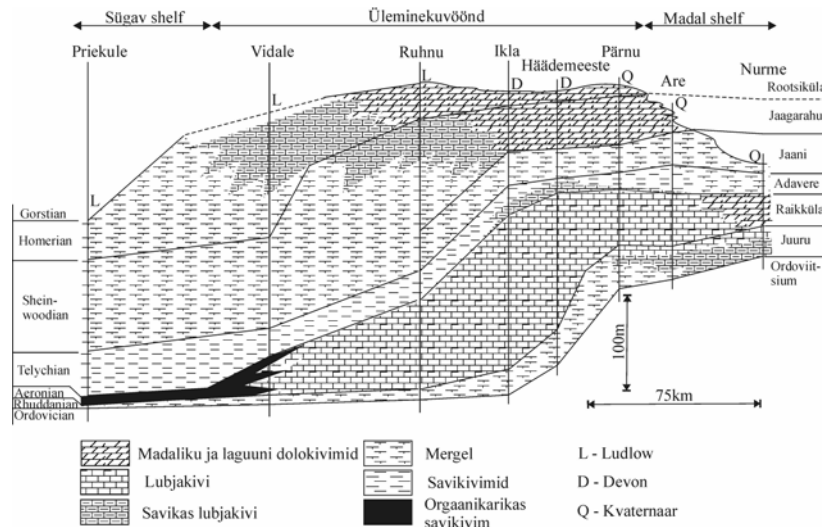 Sügav shelf Üleminekuvöönd Madal shelf
Priekule Vidale Ruhnu Ikla Häädemeeste Pärnu Are Nurme
L L L D D Q Q Q
Rootsiküla
Jaagarahu
Jaani
Adavere
Raikküla
Juuru
Ordoviit-
sium
Gorstian
Homerian
Shein-
woodian
Telychian
Aeronian
Rhuddanian
Ordovician
100m
75km
Madaliku ja laguuni dolokivimid
Lubjakivi
Savikas lubjakivi
Mergel
Savikivimid
Orgaanikarikas
savikivim
L - Ludlow
D - Devon
Q - Kvaternaar